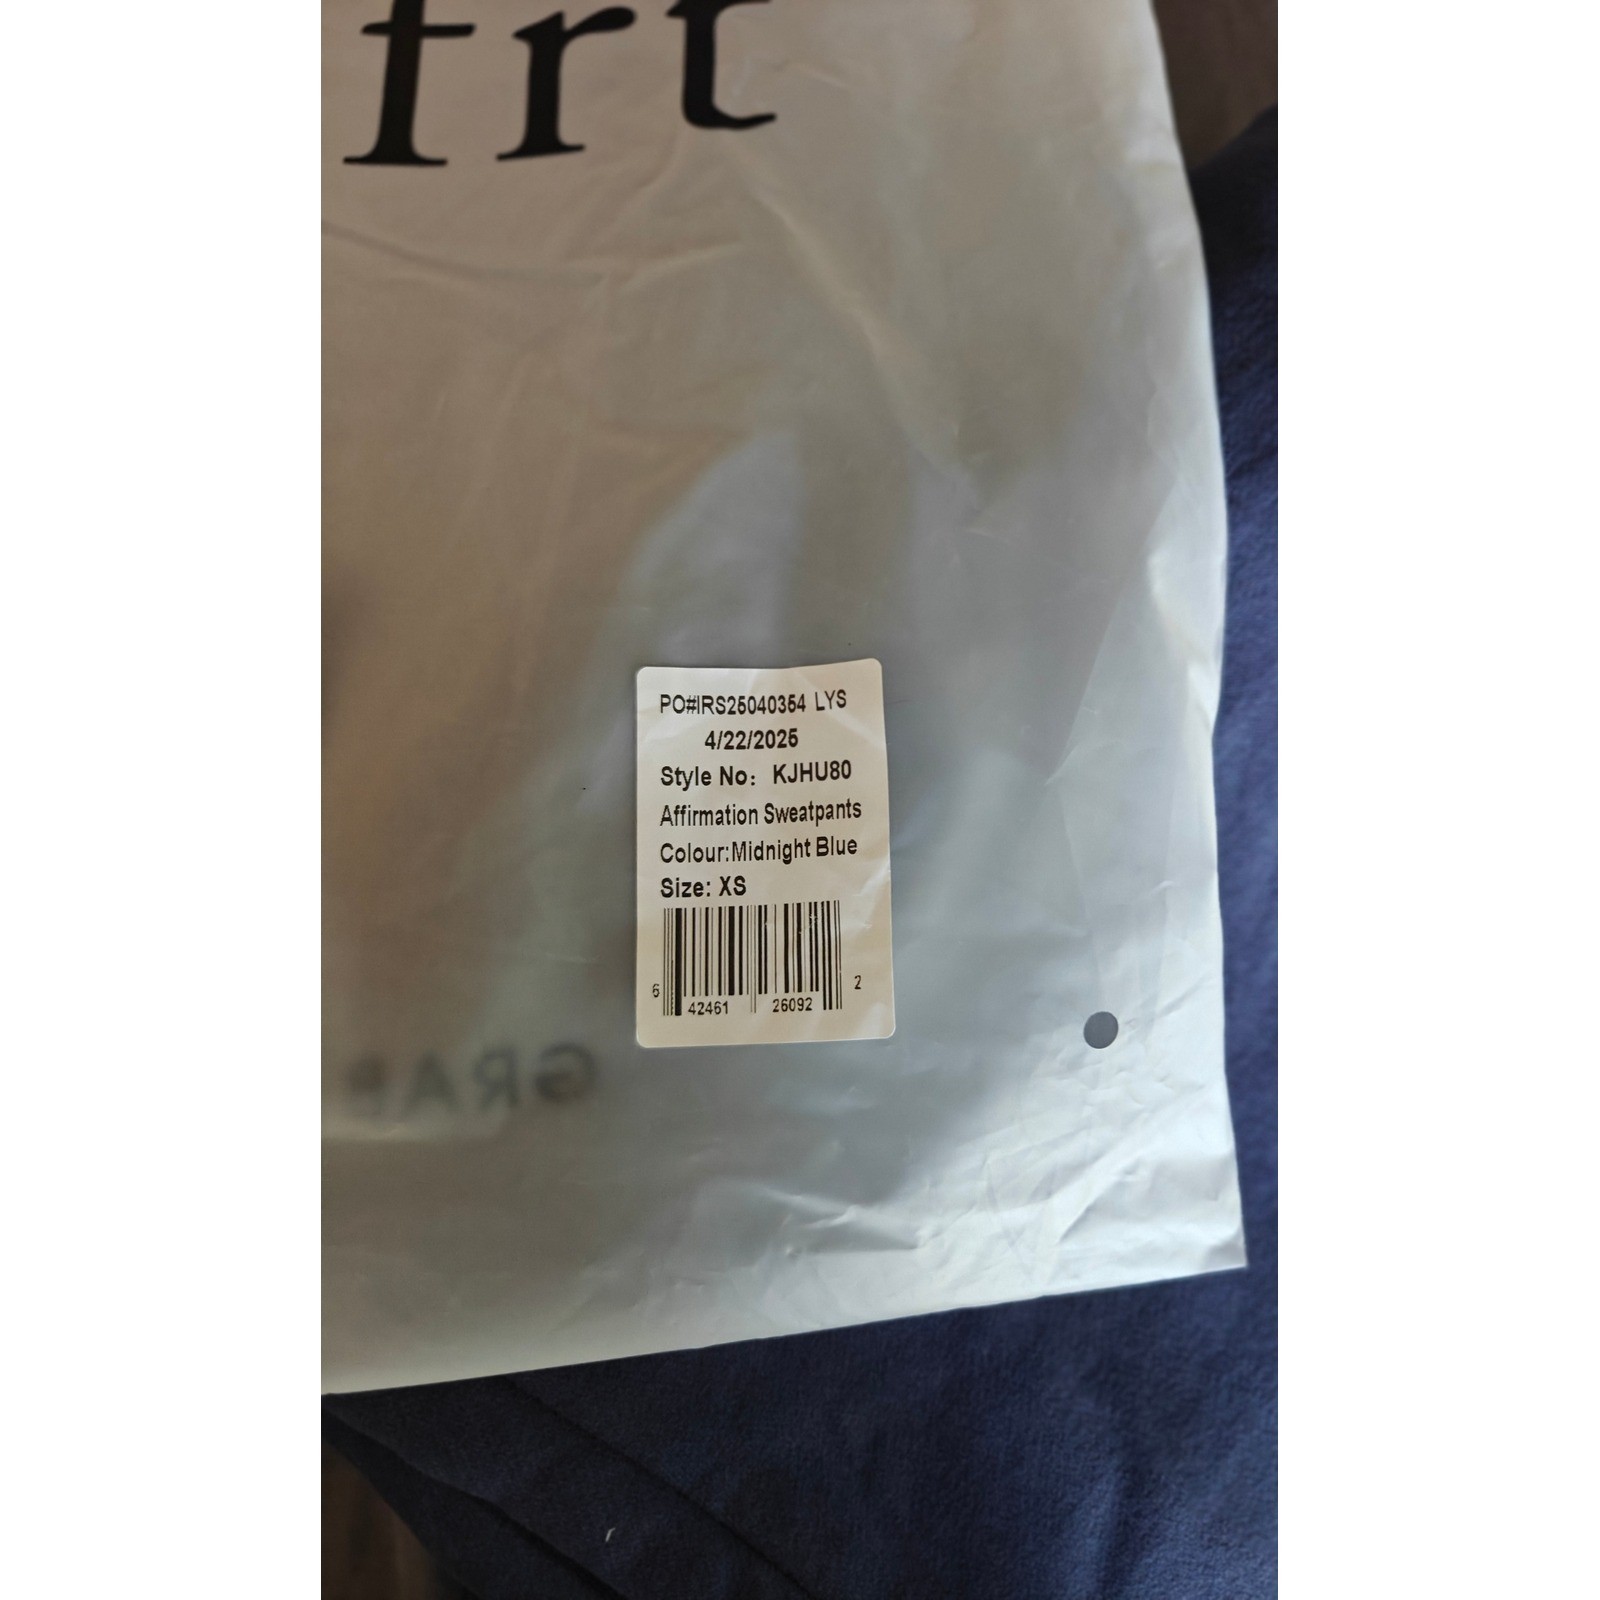 frt
PO#IRS25040354 LYS
4/22/2025
Style No: KJHU80
Affirmation Sweatpants
Colour:Midnight Blue
Size: XS
6 42461 26092 2
GRA